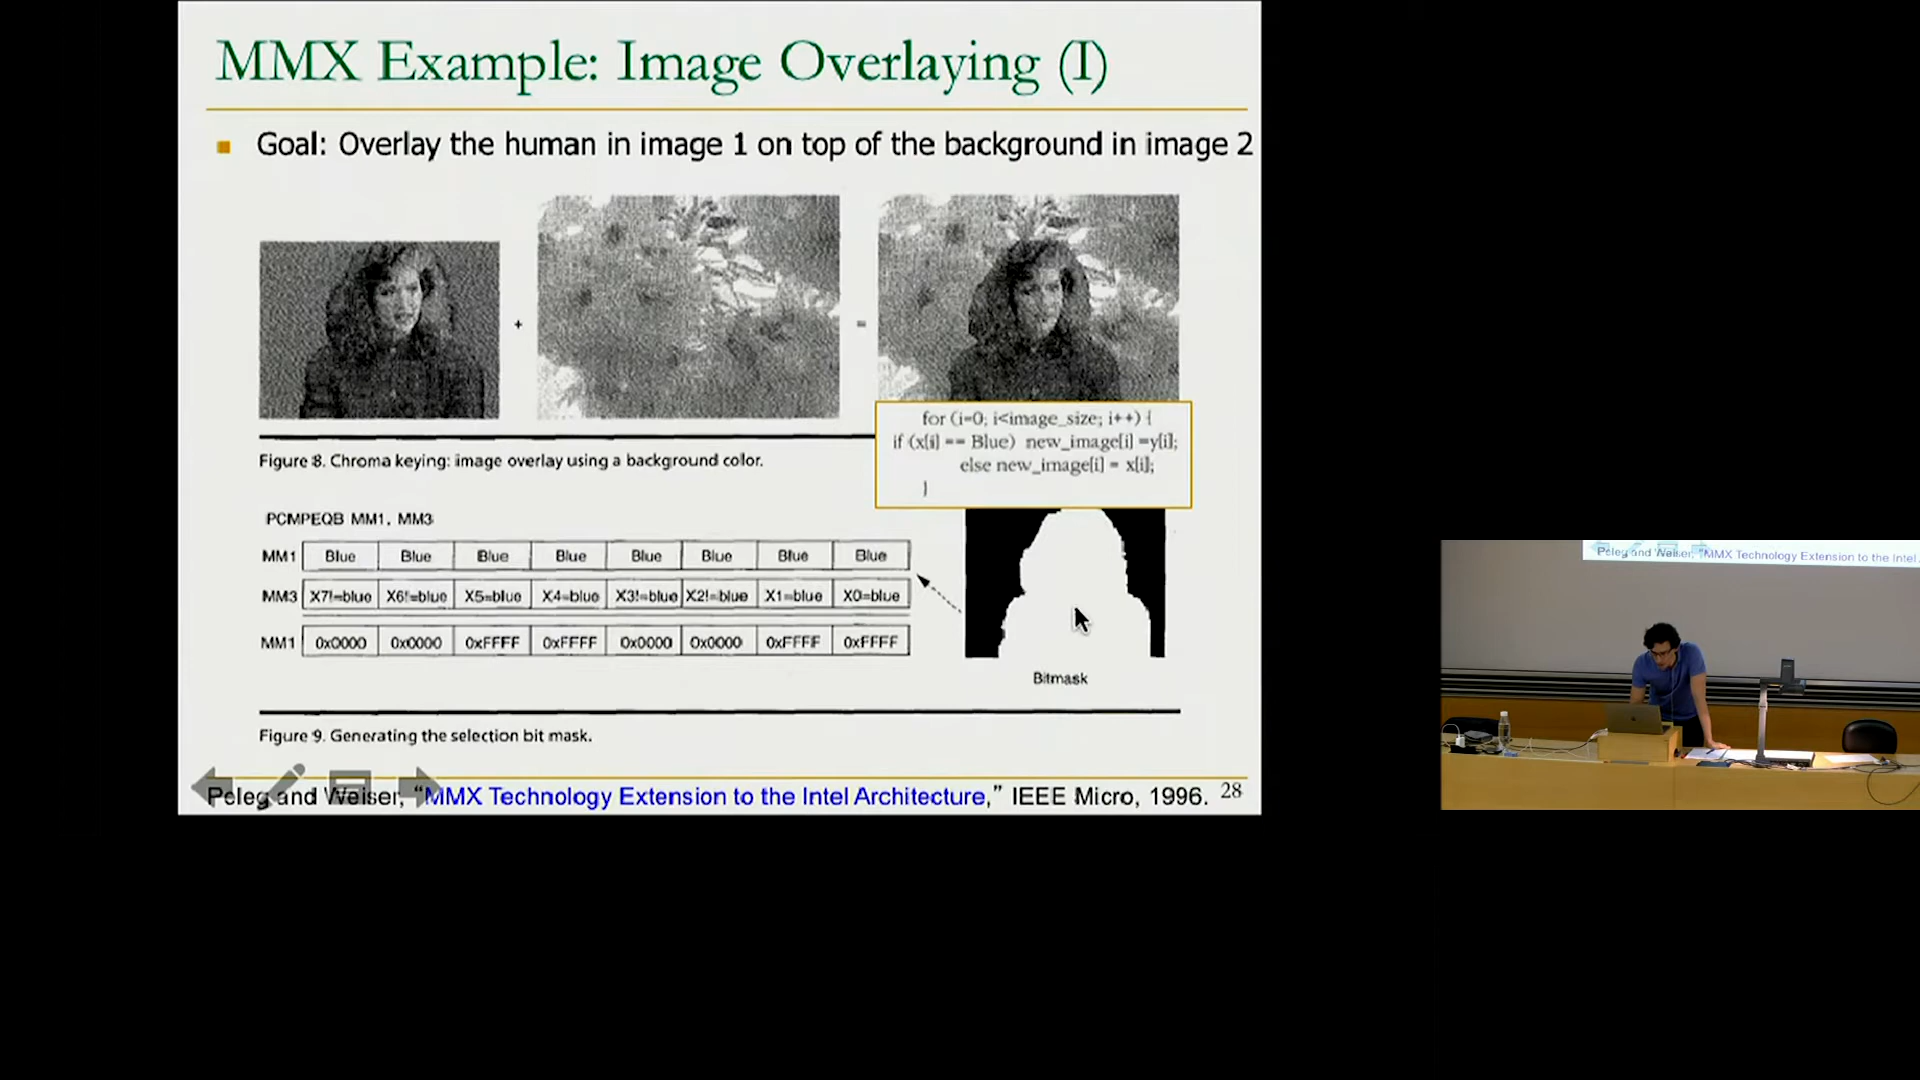 MMX Example: Image Overlaying (I)
Goal: Overlay the human in image 1 on top of the background in image 2
+
=
for (i=0; i<image_size; i++) {
if (x[i] == Blue) new_image[i] =y[i];
else new_image[i] = x[i];
}
Figure 8. Chroma keying: image overlay using a background color.
PCMPEQB MM1, MM3
MM1 Blue Blue Blue Blue Blue Blue Blue Blue
MM3 X7!=blue X6!=blue X5=blue X4=blue X3!=blue X2!=blue X1=blue X0=blue
MM1 0x0000 0x0000 0xFFFF 0xFFFF 0x0000 0x0000 0xFFFF 0xFFFF
Bitmask
Figure 9. Generating the selection bit mask.
Peleg and Weiser, “MMX Technology Extension to the Intel Architecture,” IEEE Micro, 1996. 28
Peleg and Weiser, “MMX Technology Extension to the Intel